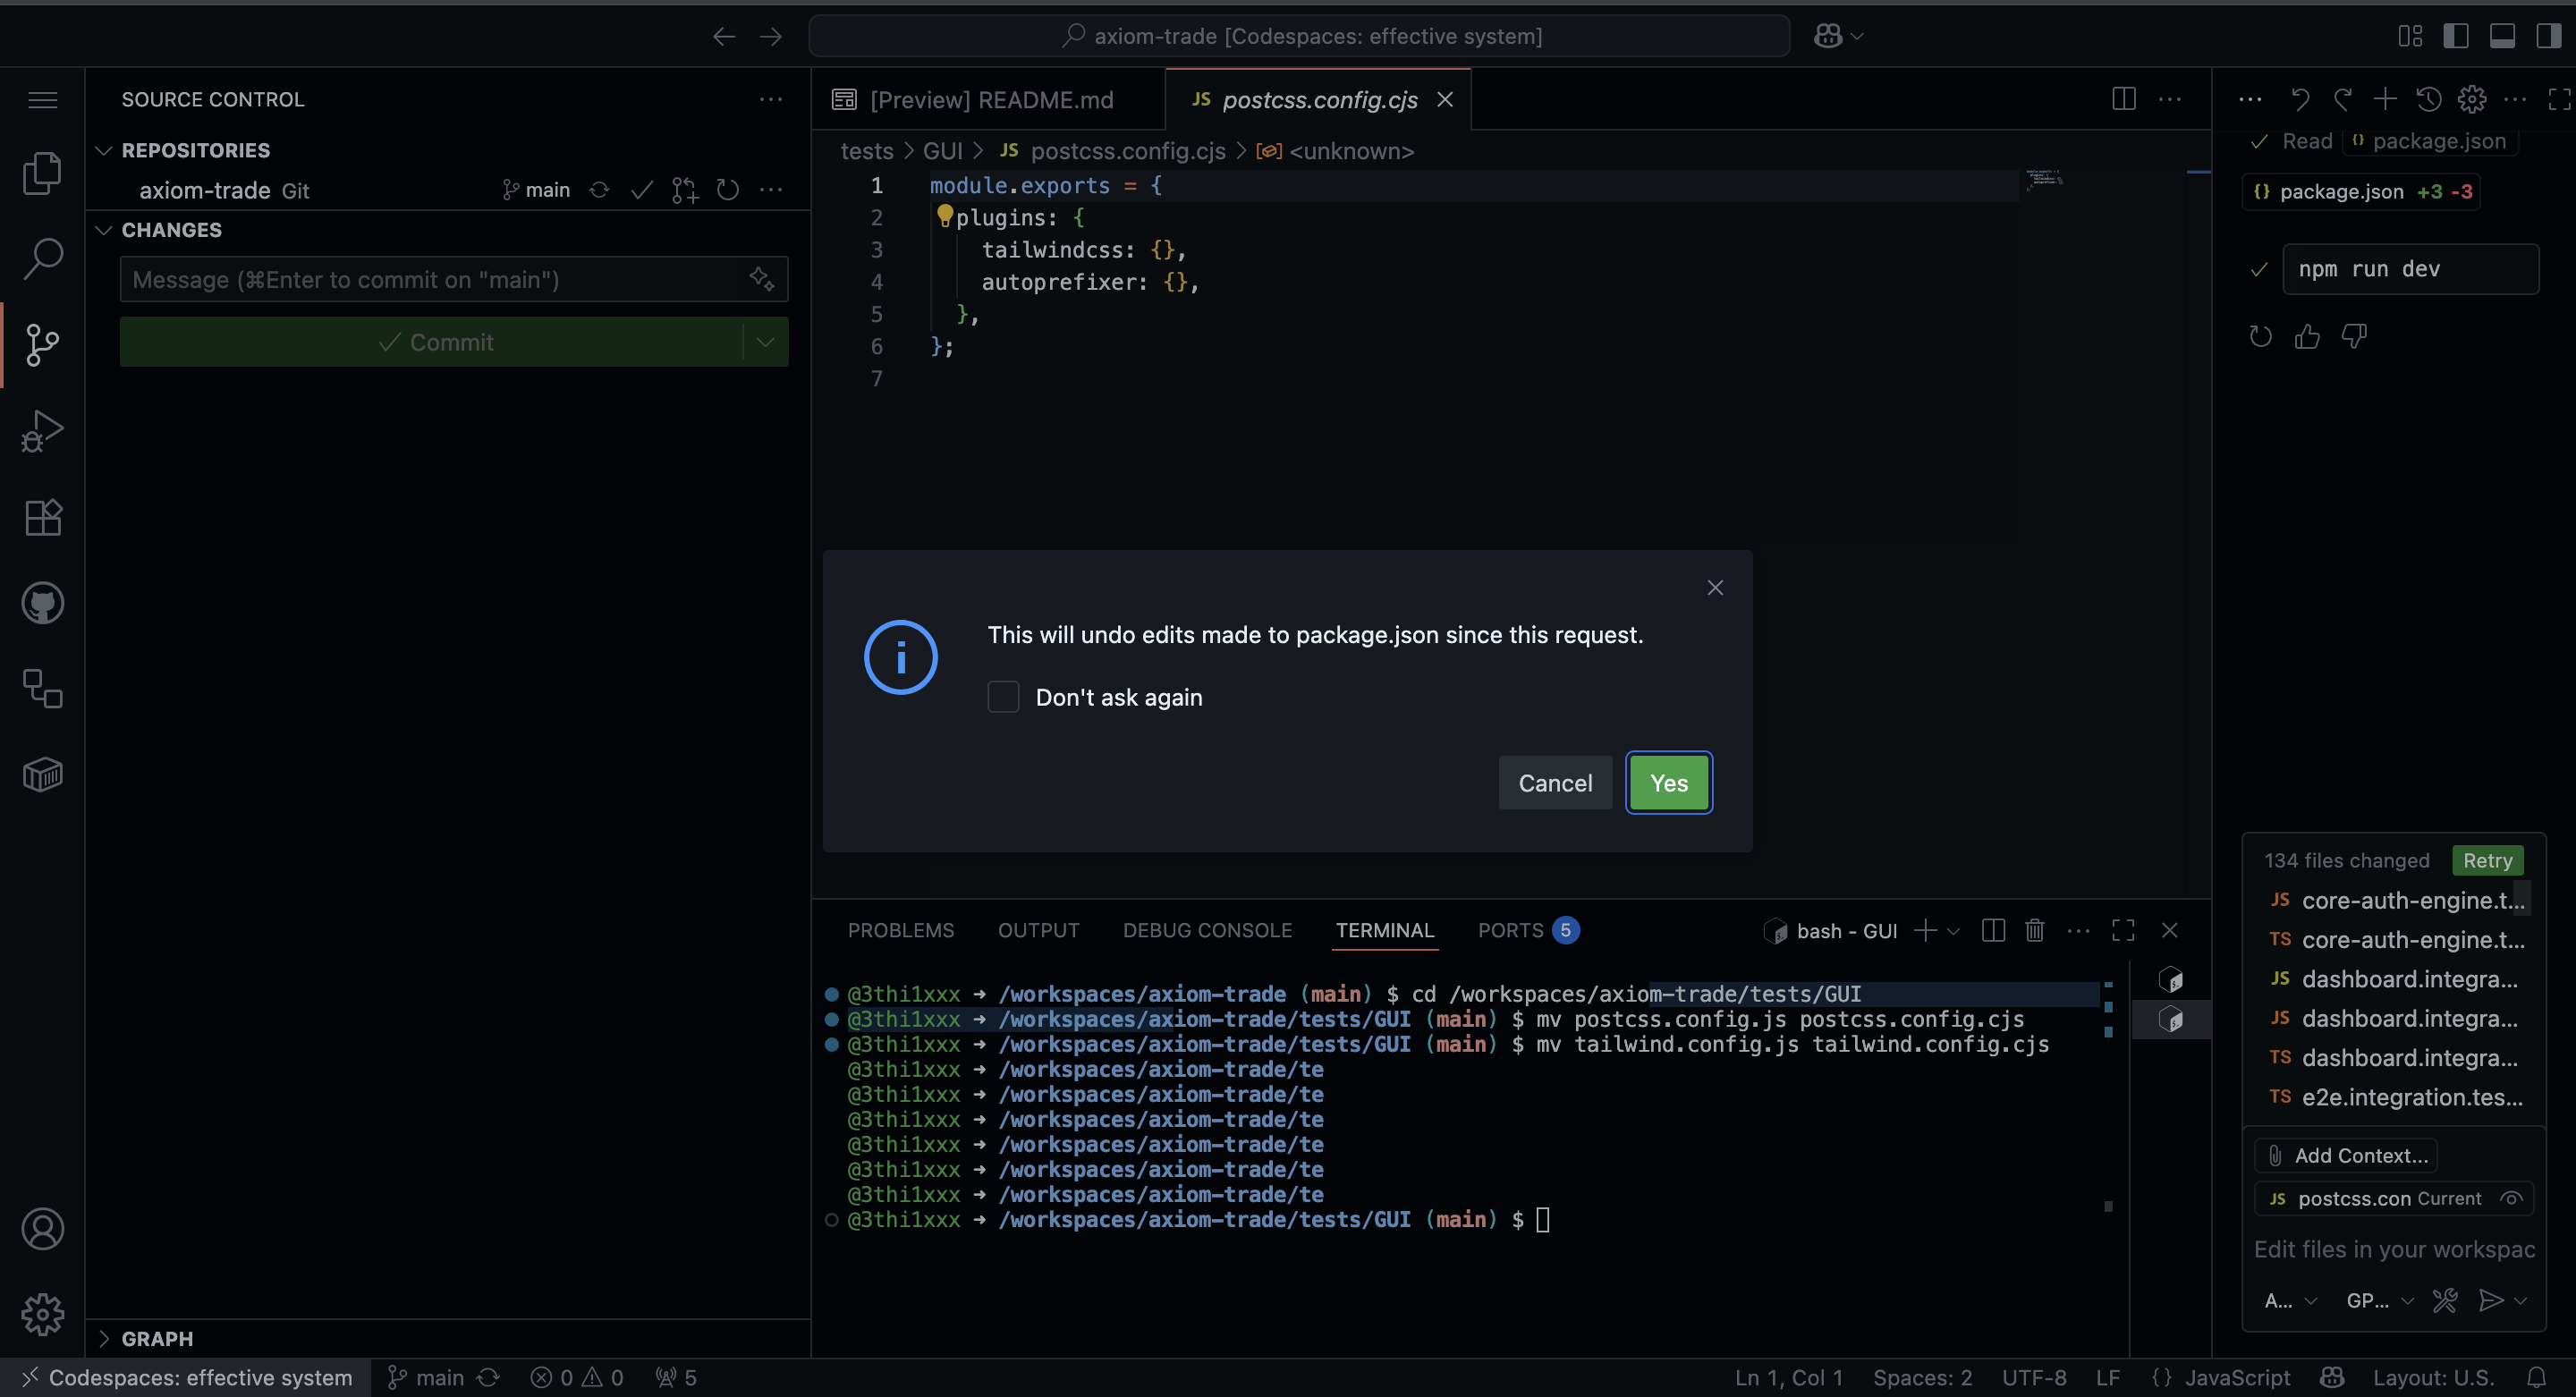 axiom-trade [Codespaces: effective system]
SOURCE CONTROL
REPOSITORIES
axiom-trade Git
main
CHANGES
Message (⌘Enter to commit on "main")
Commit
GRAPH
[Preview] README.md
JS postcss.config.cjs
tests > GUI > JS postcss.config.cjs > <unknown>
1 module.exports = {
2 plugins: {
3 tailwindcss: {},
4 autoprefixer: {},
5 },
6 };
7
This will undo edits made to package.json since this request.
Don't ask again
Cancel
Yes
PROBLEMS OUTPUT DEBUG CONSOLE TERMINAL PORTS 5
bash - GUI
@3thi1xxx → /workspaces/axiom-trade (main) $ cd /workspaces/axiom-trade/tests/GUI
@3thi1xxx → /workspaces/axiom-trade/tests/GUI (main) $ mv postcss.config.js postcss.config.cjs
@3thi1xxx → /workspaces/axiom-trade/tests/GUI (main) $ mv tailwind.config.js tailwind.config.cjs
@3thi1xxx → /workspaces/axiom-trade/te
@3thi1xxx → /workspaces/axiom-trade/te
@3thi1xxx → /workspaces/axiom-trade/te
@3thi1xxx → /workspaces/axiom-trade/te
@3thi1xxx → /workspaces/axiom-trade/te
@3thi1xxx → /workspaces/axiom-trade/te
@3thi1xxx → /workspaces/axiom-trade/tests/GUI (main) $
Read {} package.json
{} package.json +3 -3
npm run dev
134 files changed Retry
JS core-auth-engine.t...
TS core-auth-engine.t...
JS dashboard.integra...
JS dashboard.integra...
TS dashboard.integra...
TS e2e.integration.tes...
Add Context...
JS postcss.con Current
Edit files in your workspac
A... GP...
Codespaces: effective system
main
0 0
5
Ln 1, Col 1
Spaces: 2
UTF-8
LF
{} JavaScript
Layout: U.S.